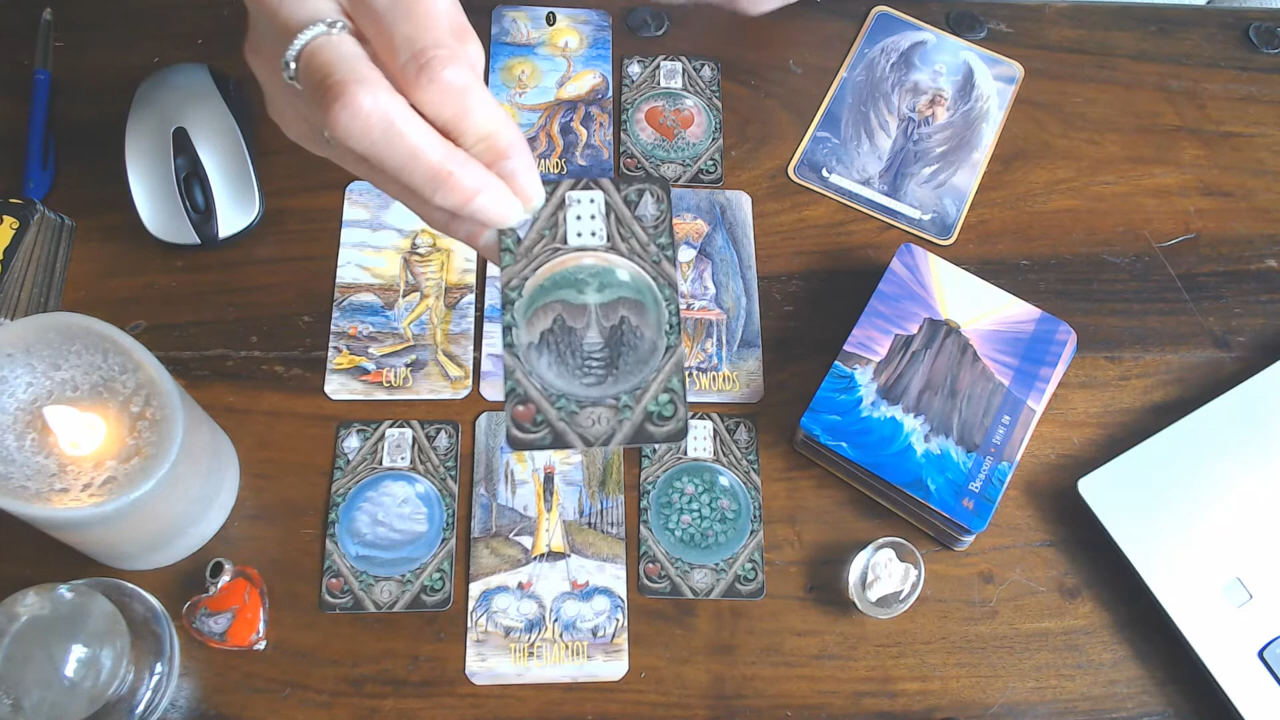 WANDS
CUPS
F SWORDS
36
6
2
THE CHARIOT
Beacon • SHINE ON